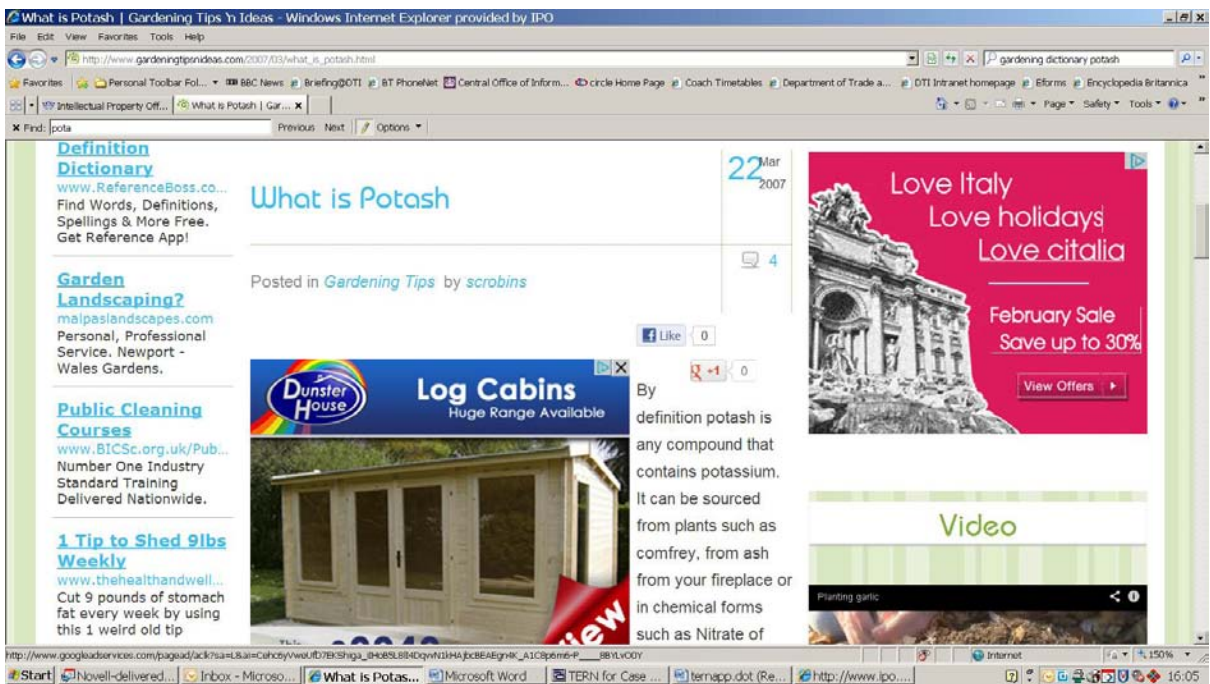 What is Potash | Gardening Tips 'n Ideas - Windows Internet Explorer provided by IPO
File Edit View Favorites Tools Help
http://www.gardeningtipsnideas.com/2007/03/what_is_potash.html
gardening dictionary potash
Favorites Personal Toolbar Fol... BBC News Briefing@DTI BT PhoneNet Central Office of Inform... circle Home Page Coach Timetables Department of Trade a... DTI Intranet homepage Eforms Encyclopedia Britannica
Intellectual Property Off... What is Potash | Gar... X
Page Safety Tools
X Find: pota Previous Next Options
Definition
Dictionary
www.ReferenceBoss.co...
Find Words, Definitions,
Spellings & More Free.
Get Reference App!
Garden
Landscaping?
malpaslandscapes.com
Personal, Professional
Service. Newport -
Wales Gardens.
Public Cleaning
Courses
www.BICSc.org.uk/Pub...
Number One Industry
Standard Training
Delivered Nationwide.
1 Tip to Shed 9lbs
Weekly
www.thehealthandwell...
Cut 9 pounds of stomach
fat every week by using
this 1 weird old tip
What is Potash
22 Mar
2007
4
Posted in Gardening Tips by scrobins
Like 0
g +1 0
Dunster
House
Log Cabins
Huge Range Available
This
view
By
definition potash is
any compound that
contains potassium.
It can be sourced
from plants such as
comfrey, from ash
from your fireplace or
in chemical forms
such as Nitrate of
Love Italy
Love holidays
Love citalia
February Sale
Save up to 30%
View Offers
Video
Planting garlic
Internet
150%
Start Novell-delivered... Inbox - Microso... What is Potas... Microsoft Word TERN for Case ... ternapp.dot (Re... http://www.ipo.... 16:05